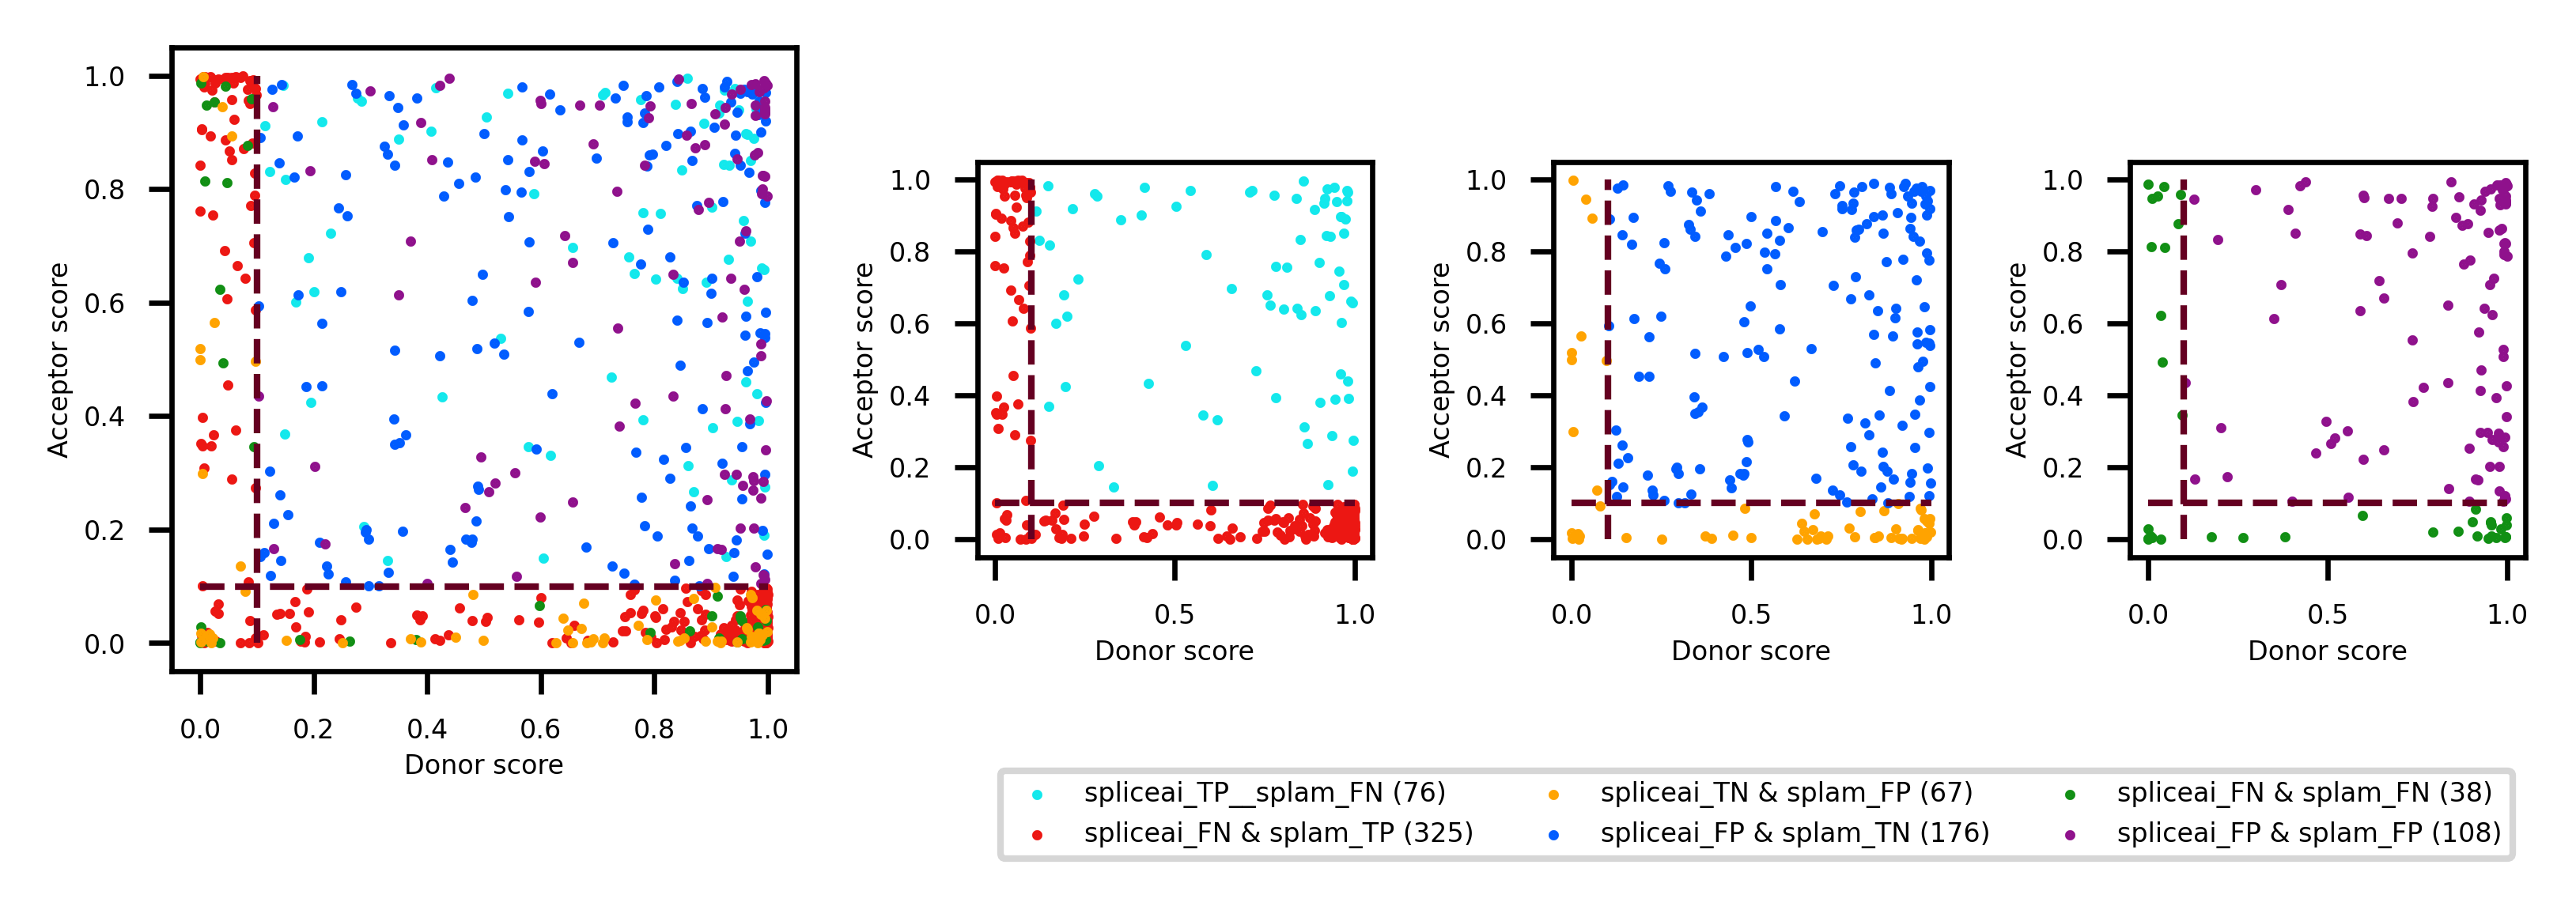 1.0
0.8
0.6
0.4
0.2
0.0
Acceptor score
0.0 0.2 0.4 0.6 0.8 1.0
Donor score
1.0
0.8
0.6
0.4
0.2
0.0
Acceptor score
0.0 0.5 1.0
Donor score
1.0
0.8
0.6
0.4
0.2
0.0
Acceptor score
0.0 0.5 1.0
Donor score
1.0
0.8
0.6
0.4
0.2
0.0
Acceptor score
0.0 0.5 1.0
Donor score
spliceai_TP__splam_FN (76)
spliceai_FN & splam_TP (325)
spliceai_TN & splam_FP (67)
spliceai_FP & splam_TN (176)
spliceai_FN & splam_FN (38)
spliceai_FP & splam_FP (108)